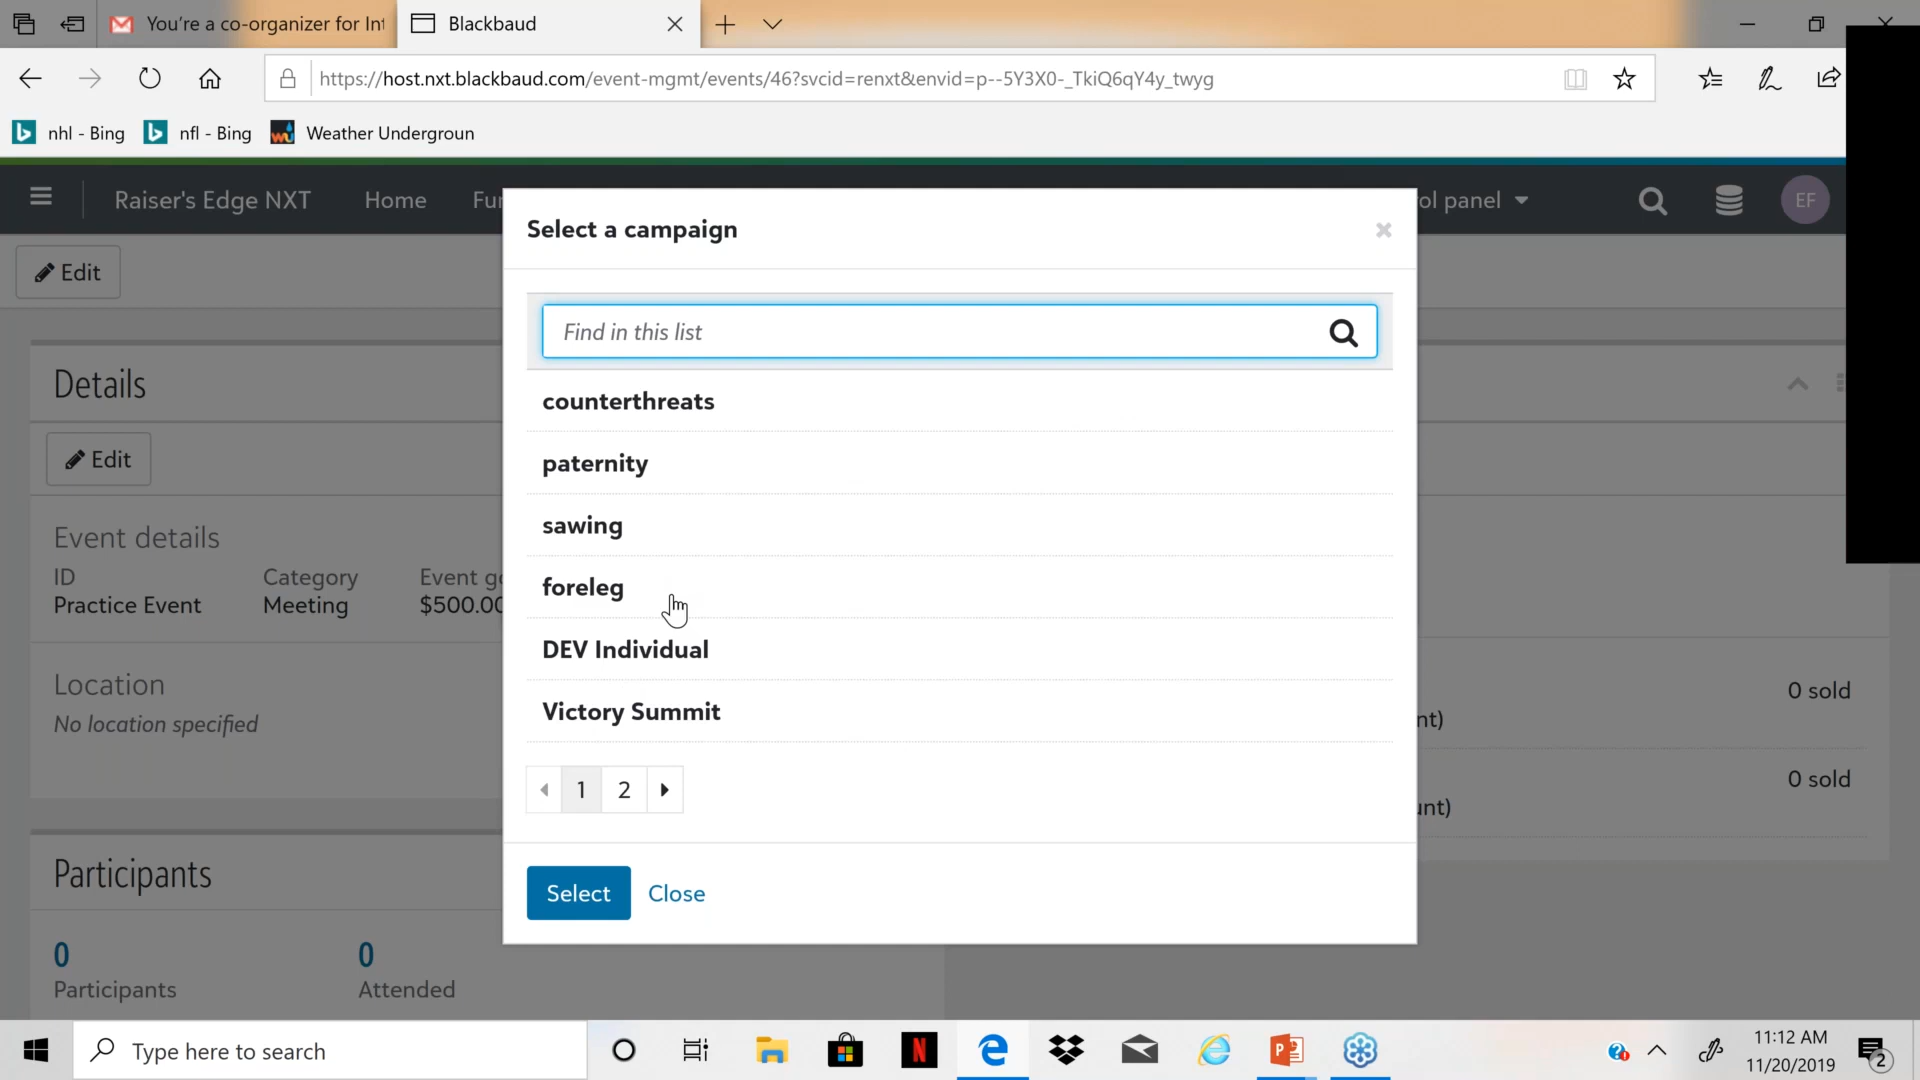 You're a co-organizer for Int
Blackbaud
https://host.nxt.blackbaud.com/event-mgmt/events/46?svcid=renxt&envid=p--5Y3X0-_TkiQ6qY4y_twyg
nhl - Bing
nfl - Bing
Weather Undergroun
Raiser's Edge NXT
Home
Fu
ol panel
EF
Edit
Select a campaign
Find in this list
counterthreats
paternity
sawing
foreleg
DEV Individual
Victory Summit
1 2
Select
Close
Details
Edit
Event details
ID
Category
Event g
Practice Event
Meeting
$500.00
Location
No location specified
0 sold
nt)
0 sold
unt)
Participants
0
0
Participants
Attended
Type here to search
11:12 AM
11/20/2019
2